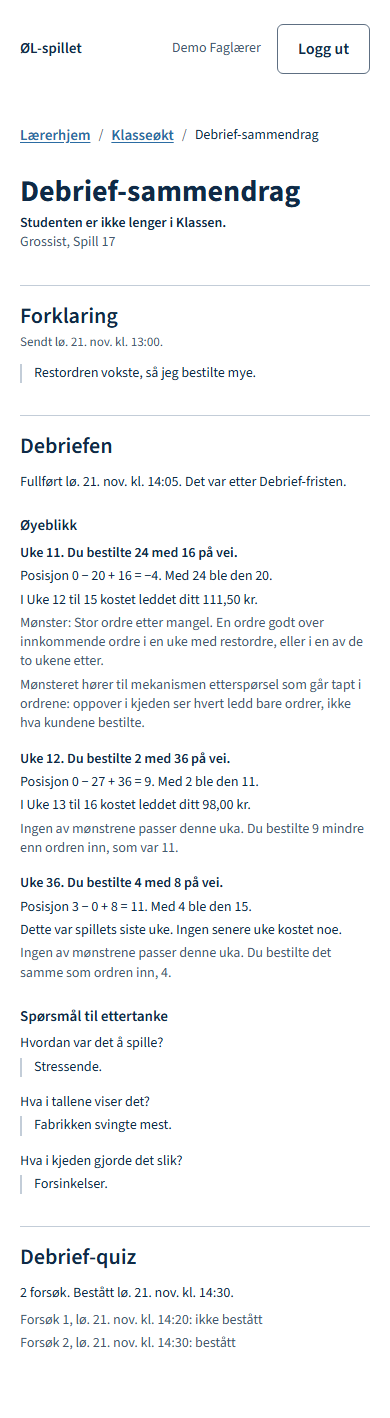 ØL-spillet
Demo Faglærer
Logg ut
Lærerhjem / Klasseøkt / Debrief-sammendrag
Debrief-sammendrag
Studenten er ikke lenger i Klassen.
Grossist, Spill 17
Forklaring
Sendt lø. 21. nov. kl. 13:00.
Restordren vokste, så jeg bestilte mye.
Debriefen
Fullført lø. 21. nov. kl. 14:05. Det var etter Debrief-fristen.
Øyeblikk
Uke 11. Du bestilte 24 med 16 på vei.
Posisjon 0 − 20 + 16 = −4. Med 24 ble den 20.
I Uke 12 til 15 kostet leddet ditt 111,50 kr.
Mønster: Stor ordre etter mangel. En ordre godt over
innkommende ordre i en uke med restordre, eller i en av de
to ukene etter.
Mønsteret hører til mekanismen etterspørsel som går tapt i
ordrene: oppover i kjeden ser hvert ledd bare ordrer, ikke
hva kundene bestilte.
Uke 12. Du bestilte 2 med 36 på vei.
Posisjon 0 − 27 + 36 = 9. Med 2 ble den 11.
I Uke 13 til 16 kostet leddet ditt 98,00 kr.
Ingen av mønstrene passer denne uka. Du bestilte 9 mindre
enn ordren inn, som var 11.
Uke 36. Du bestilte 4 med 8 på vei.
Posisjon 3 − 0 + 8 = 11. Med 4 ble den 15.
Dette var spillets siste uke. Ingen senere uke kostet noe.
Ingen av mønstrene passer denne uka. Du bestilte det
samme som ordren inn, 4.
Spørsmål til ettertanke
Hvordan var det å spille?
Stressende.
Hva i tallene viser det?
Fabrikken svingte mest.
Hva i kjeden gjorde det slik?
Forsinkelser.
Debrief-quiz
2 forsøk. Bestått lø. 21. nov. kl. 14:30.
Forsøk 1, lø. 21. nov. kl. 14:20: ikke bestått
Forsøk 2, lø. 21. nov. kl. 14:30: bestått